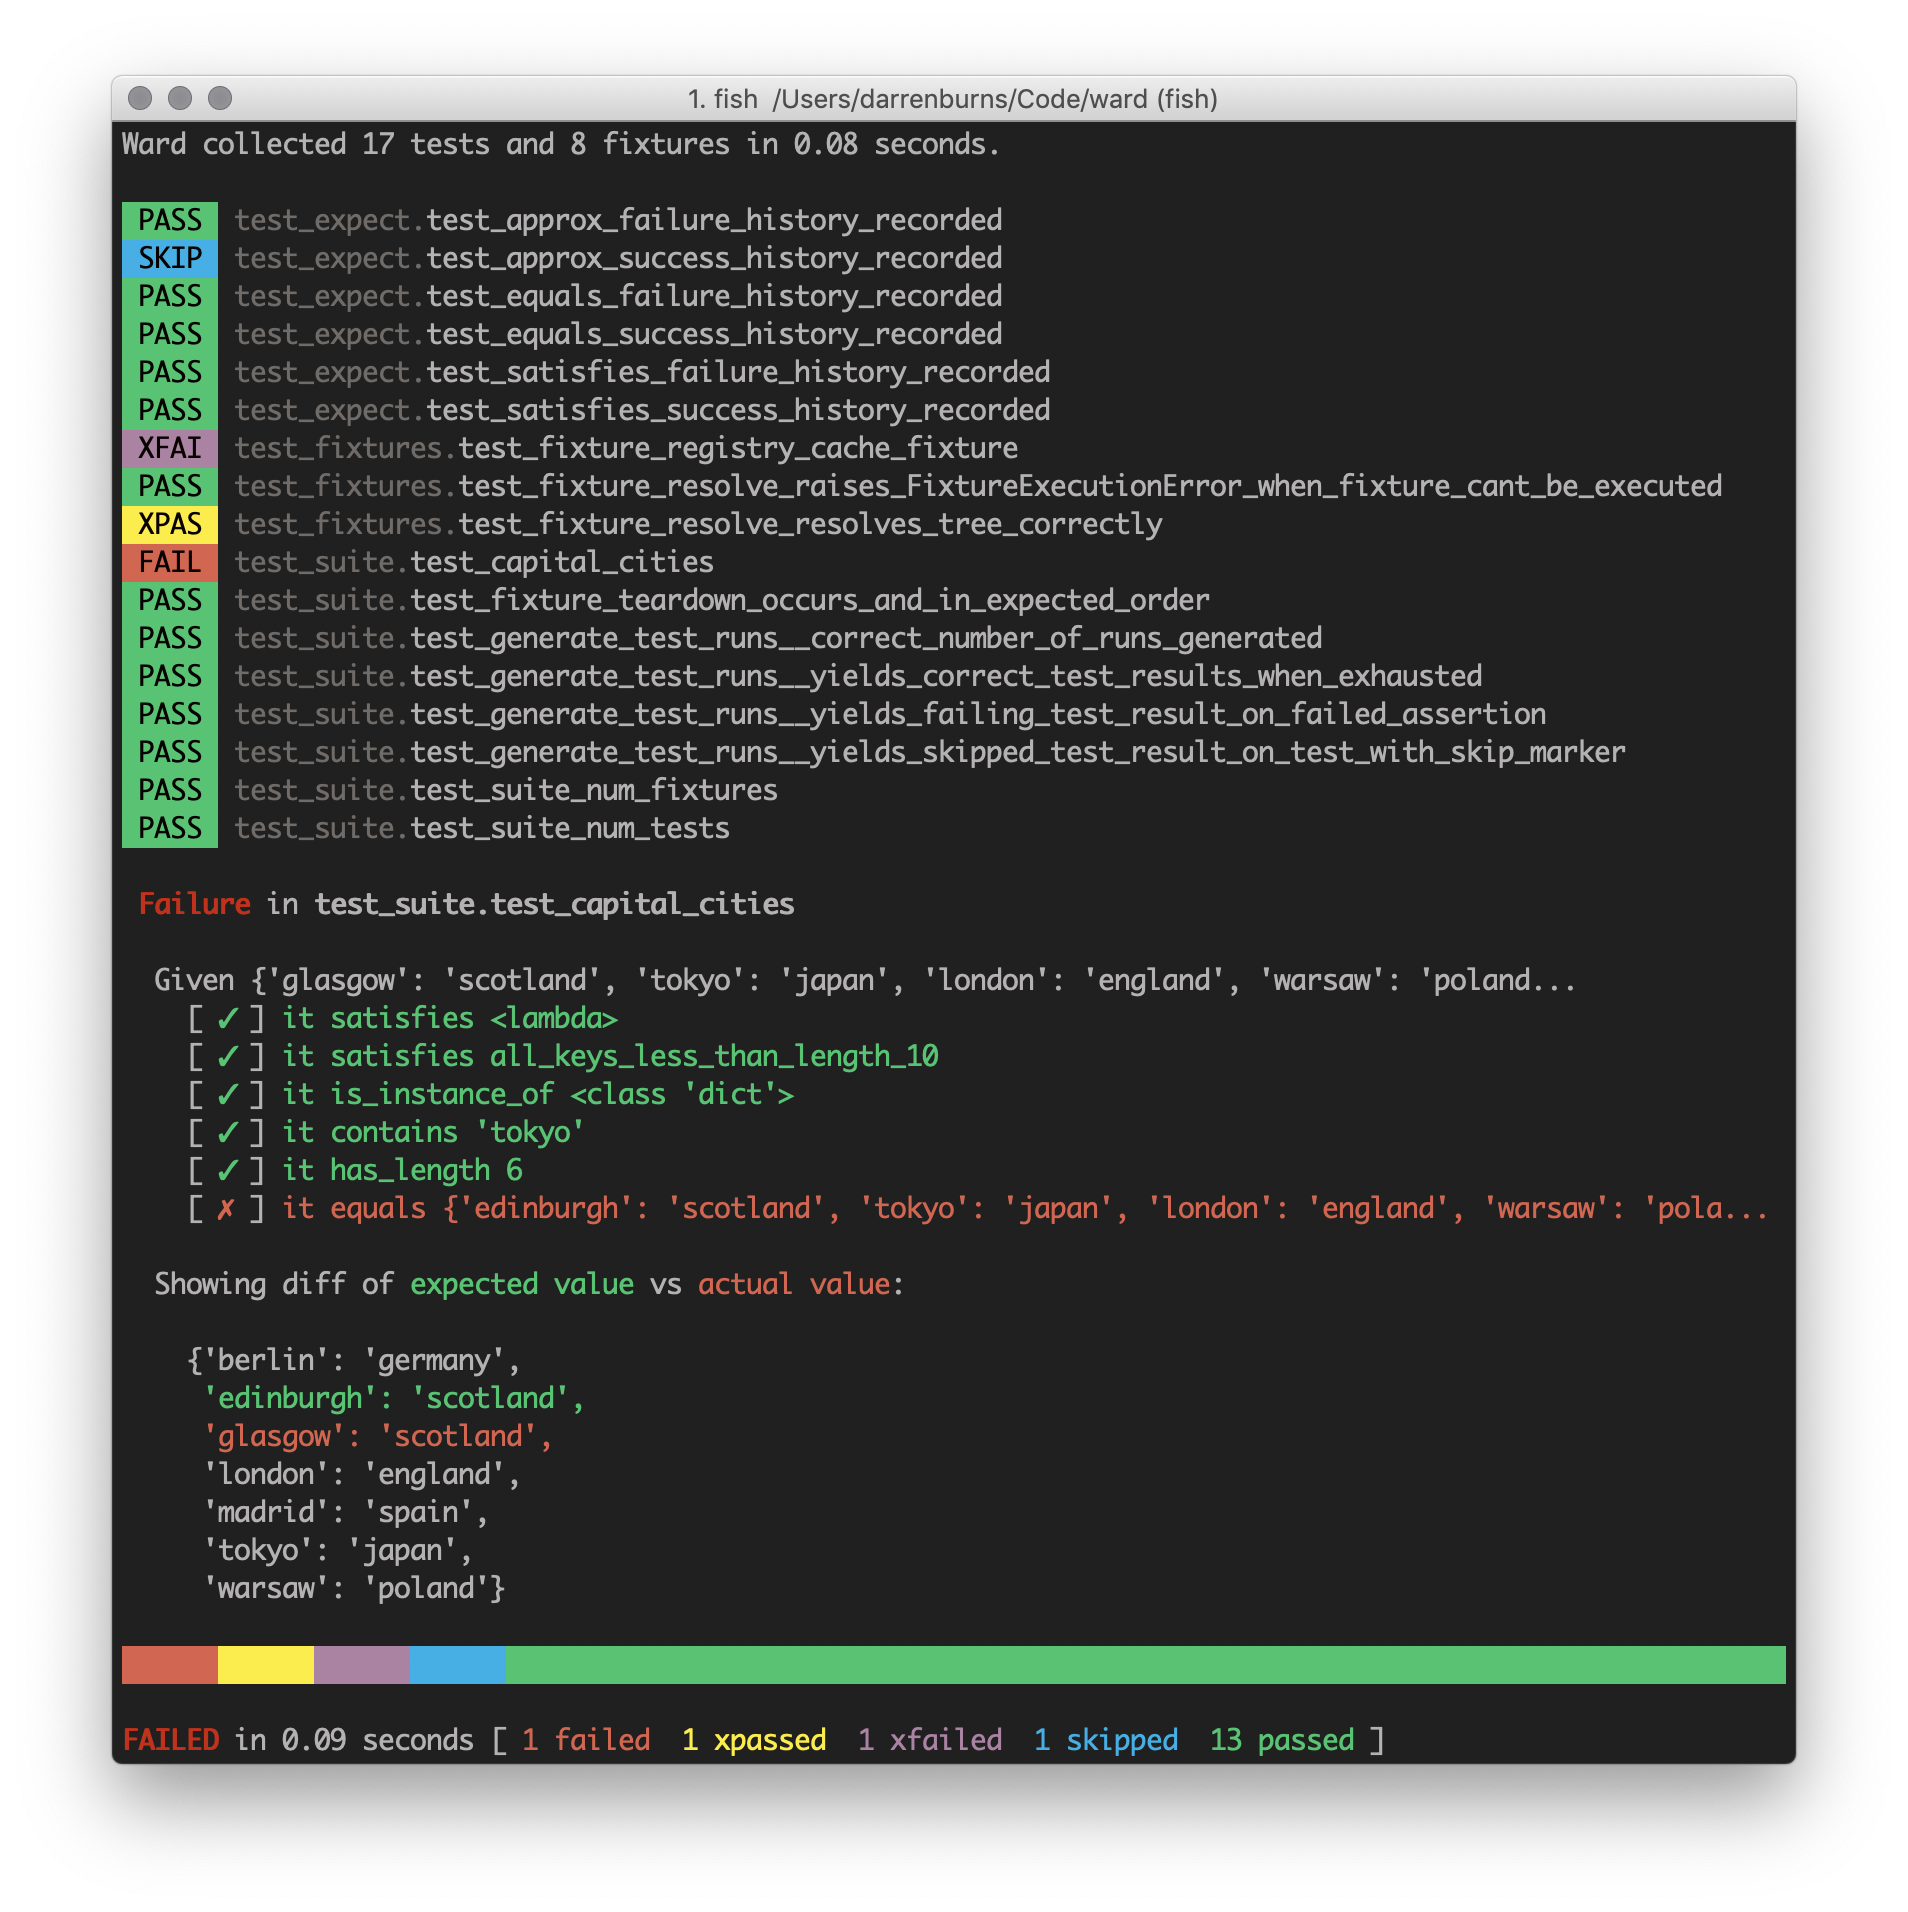 1. fish  /Users/darrenburns/Code/ward (fish)
Ward collected 17 tests and 8 fixtures in 0.08 seconds.
PASS test_expect.test_approx_failure_history_recorded
SKIP test_expect.test_approx_success_history_recorded
PASS test_expect.test_equals_failure_history_recorded
PASS test_expect.test_equals_success_history_recorded
PASS test_expect.test_satisfies_failure_history_recorded
PASS test_expect.test_satisfies_success_history_recorded
XFAI test_fixtures.test_fixture_registry_cache_fixture
PASS test_fixtures.test_fixture_resolve_raises_FixtureExecutionError_when_fixture_cant_be_executed
XPAS test_fixtures.test_fixture_resolve_resolves_tree_correctly
FAIL test_suite.test_capital_cities
PASS test_suite.test_fixture_teardown_occurs_and_in_expected_order
PASS test_suite.test_generate_test_runs__correct_number_of_runs_generated
PASS test_suite.test_generate_test_runs__yields_correct_test_results_when_exhausted
PASS test_suite.test_generate_test_runs__yields_failing_test_result_on_failed_assertion
PASS test_suite.test_generate_test_runs__yields_skipped_test_result_on_test_with_skip_marker
PASS test_suite.test_suite_num_fixtures
PASS test_suite.test_suite_num_tests
Failure in test_suite.test_capital_cities
Given {'glasgow': 'scotland', 'tokyo': 'japan', 'london': 'england', 'warsaw': 'poland...
[ ✓ ] it satisfies <lambda>
[ ✓ ] it satisfies all_keys_less_than_length_10
[ ✓ ] it is_instance_of <class 'dict'>
[ ✓ ] it contains 'tokyo'
[ ✓ ] it has_length 6
[ ✗ ] it equals {'edinburgh': 'scotland', 'tokyo': 'japan', 'london': 'england', 'warsaw': 'pola...
Showing diff of expected value vs actual value:
{'berlin': 'germany',
'edinburgh': 'scotland',
'glasgow': 'scotland',
'london': 'england',
'madrid': 'spain',
'tokyo': 'japan',
'warsaw': 'poland'}
FAILED in 0.09 seconds [ 1 failed  1 xpassed  1 xfailed  1 skipped  13 passed ]